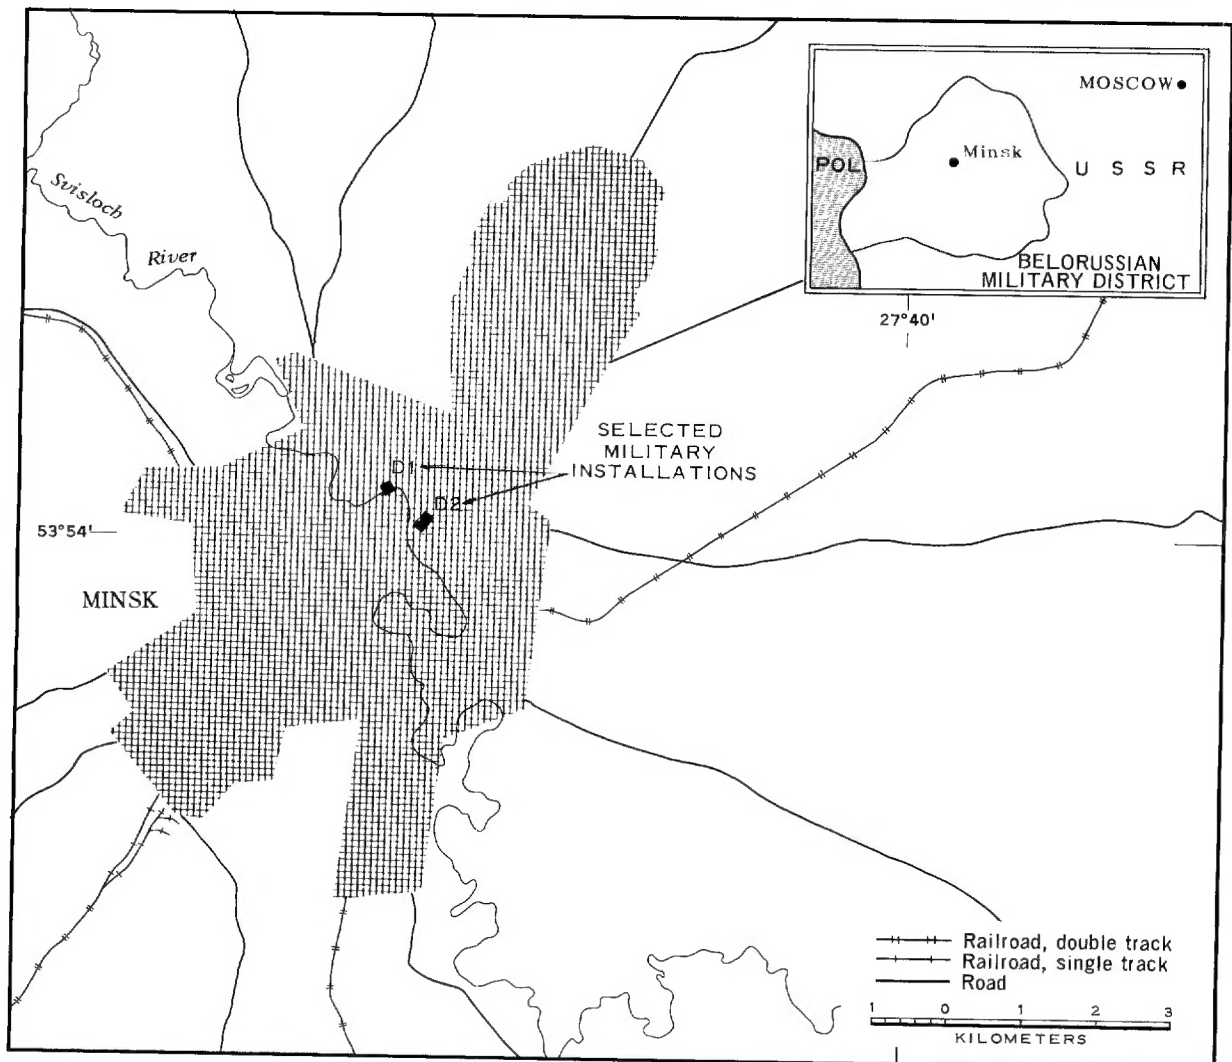 MOSCOW
Minsk
POL
U S S R
BELORUSSIAN
MILITARY DISTRICT
Svisloch
River
27°40'
SELECTED
MILITARY
INSTALLATIONS
D1
D2
53°54'
MINSK
Railroad, double track
Railroad, single track
Road
1 0 1 2 3
KILOMETERS